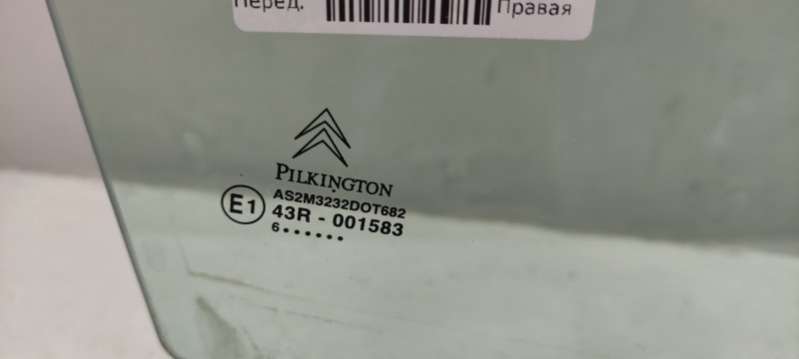 Перед. Правая
PILKINGTON
AS2M3232DOT682
E1 43R - 001583
6••••••